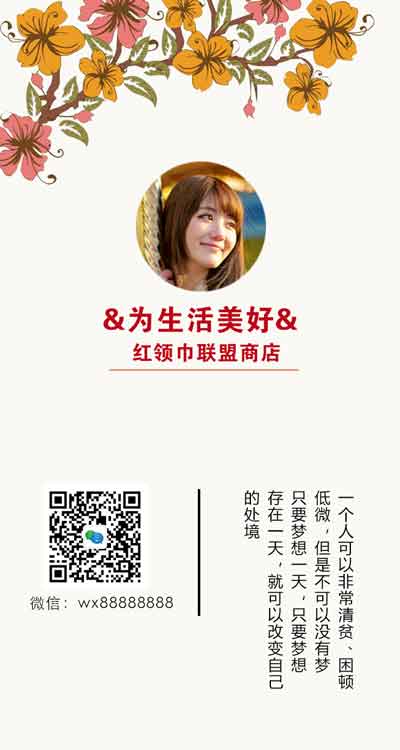 &为生活美好&
红领巾联盟商店
微信：wx88888888
一个人可以非常清贫、困顿
低微，但是不可以没有梦
只要梦想一天，只要梦想
存在一天，就可以改变自己
的处境